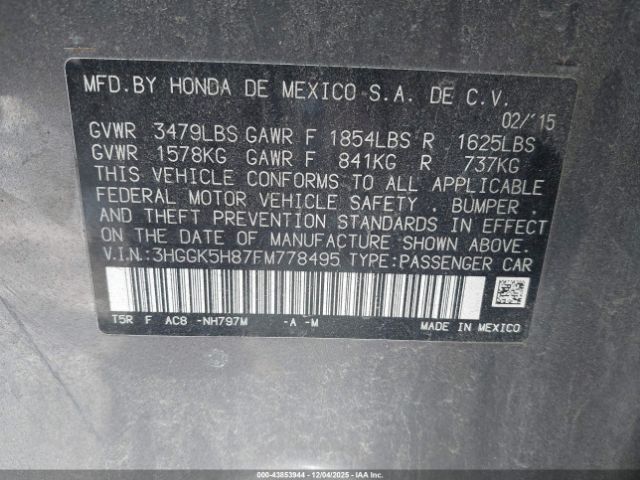 MFD.BY HONDA DE MEXICO S.A. DE C.V.
02/'15
GVWR 3479LBS GAWR F 1854LBS R 1625LBS
GVWR 1578KG GAWR F 841KG R 737KG
THIS VEHICLE CONFORMS TO ALL APPLICABLE
FEDERAL MOTOR VEHICLE SAFETY , BUMPER ,
AND THEFT PREVENTION STANDARDS IN EFFECT
ON THE DATE OF MANUFACTURE SHOWN ABOVE.
V.I.N.:3HGGK5H87FM778495 TYPE:PASSENGER CAR
T5R F AC8 -NH797M -A -M
MADE IN MEXICO
000-43853944 | 12/04/2025 | IAAI.COM